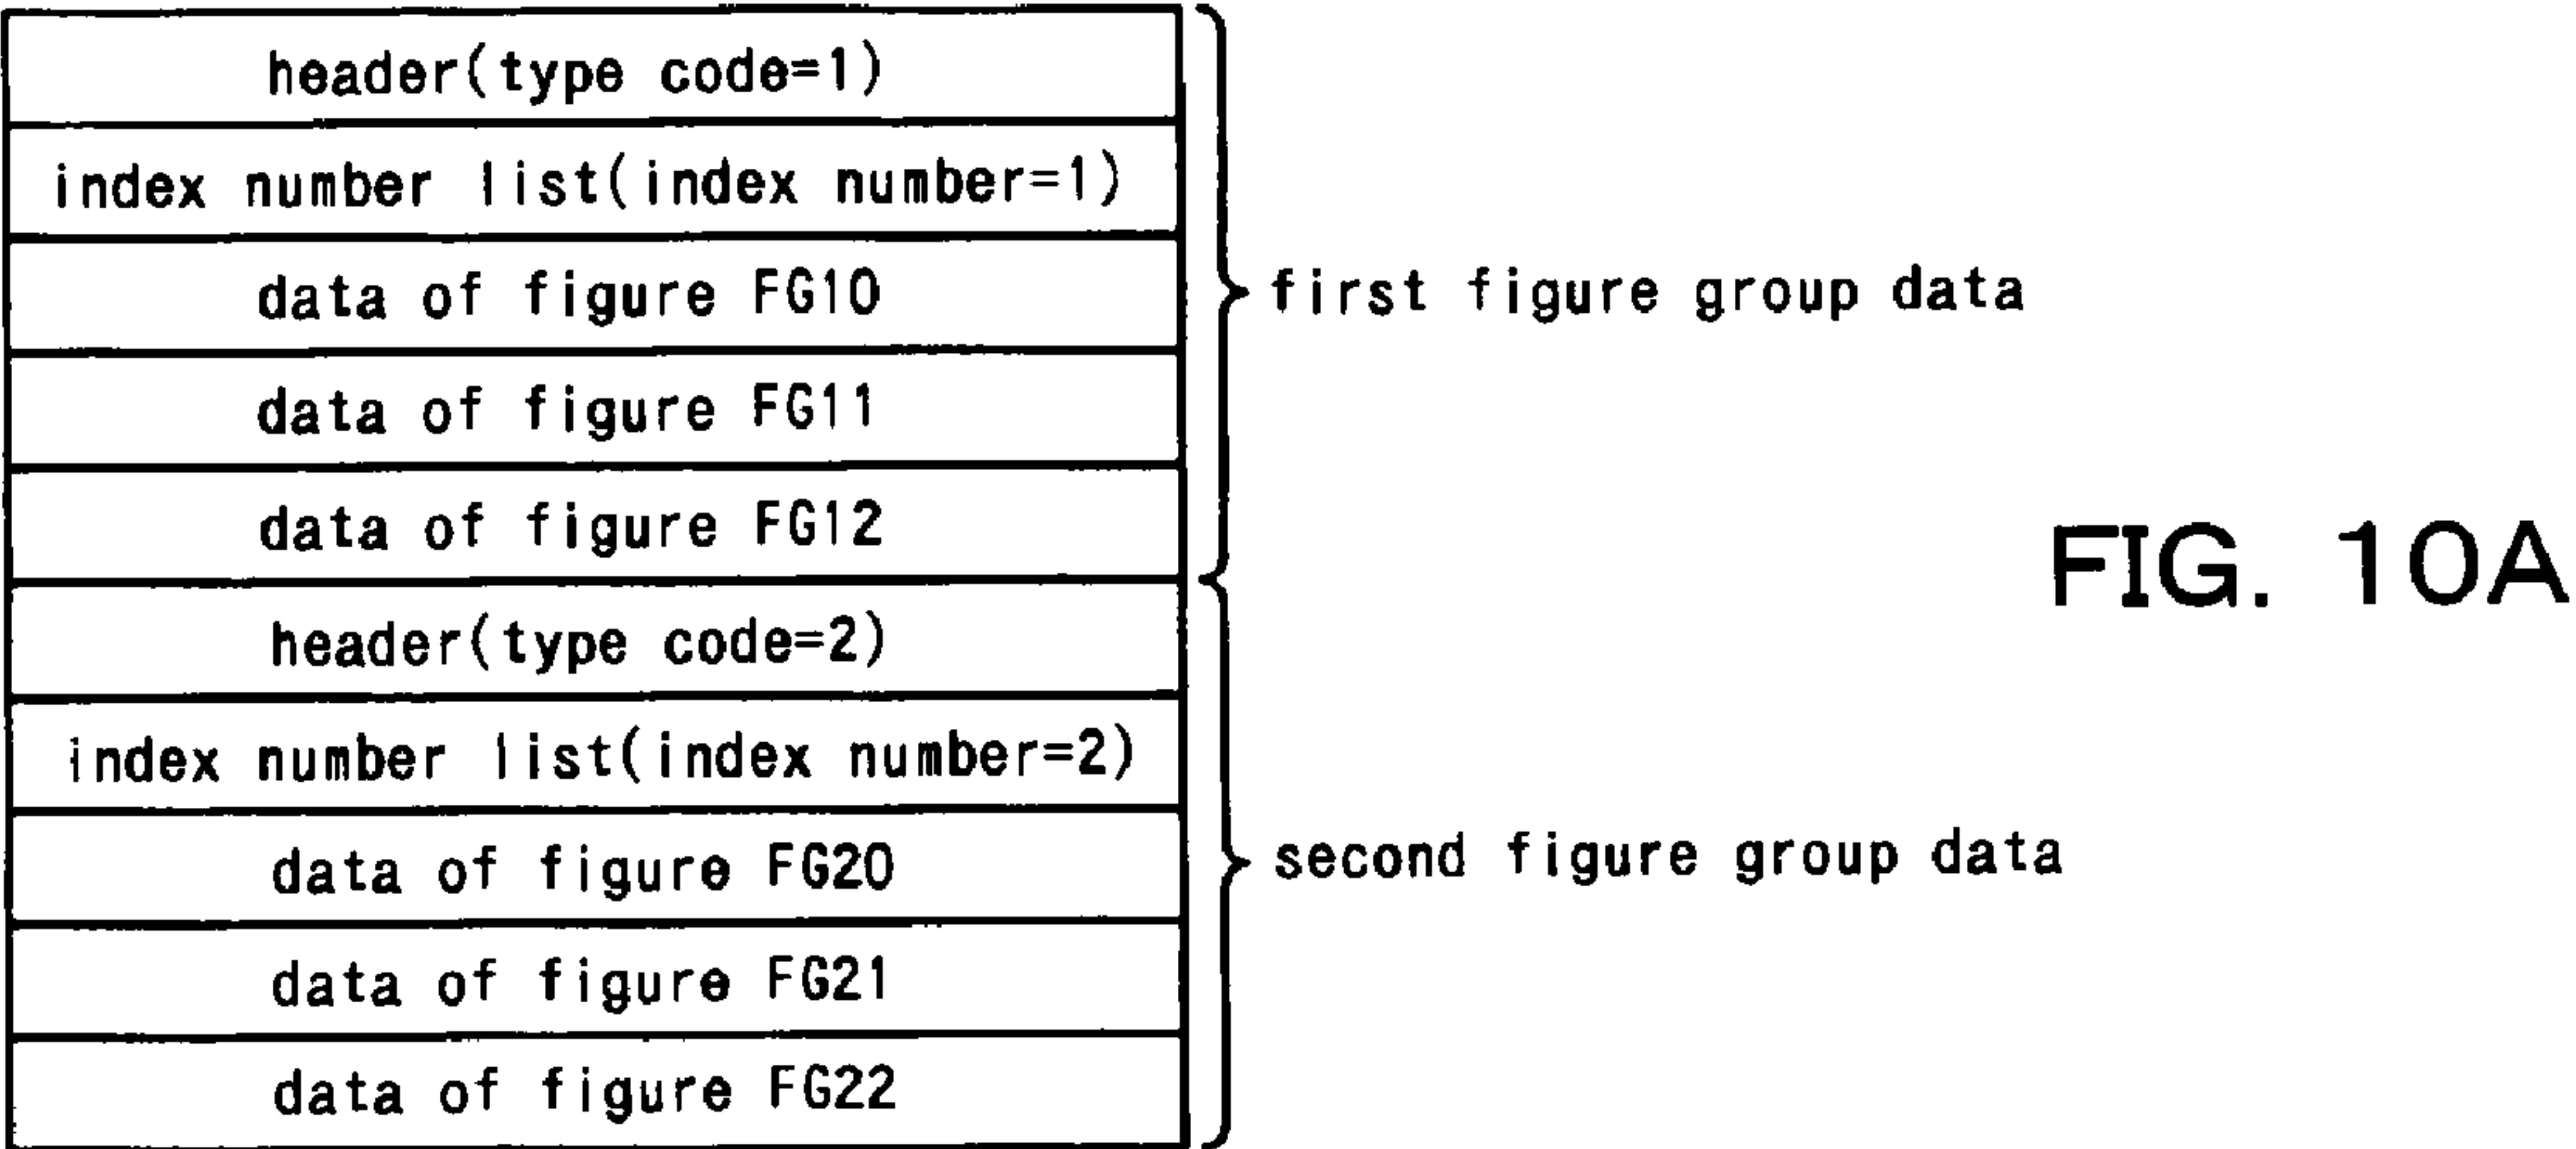 header(type code=1)
index number list(index number=1)
data of figure FG10
first figure group data
data of figure FG11
data of figure FG12
FIG. 10A
header(type code=2)
index number list(index number=2)
data of figure FG20
second figure group data
data of figure FG21
data of figure FG22